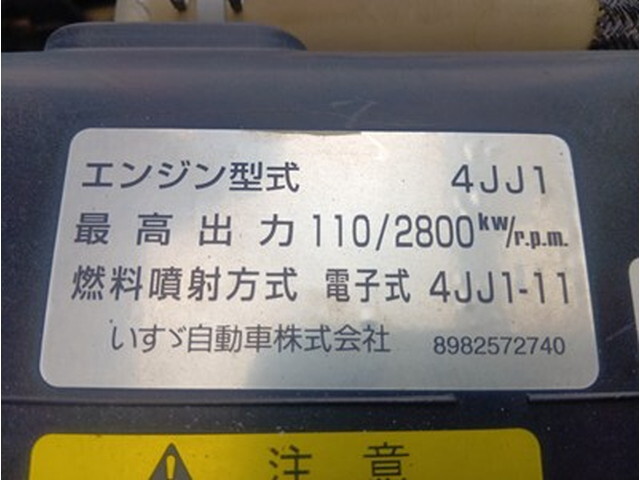 エンジン型式 4JJ1
最高出力 110/2800kw/r.p.m.
燃料噴射方式 電子式 4JJ1-11
いすゞ自動車株式会社 8982572740
注意